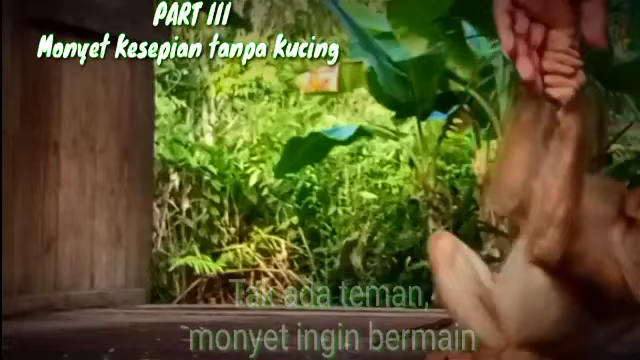 PART III
Monyet Kesepian tanpa Kucing
Tak ada teman,
monyet ingin bermain